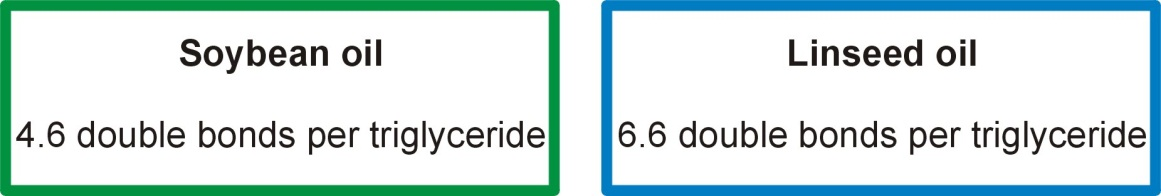 Soybean oil
4.6 double bonds per triglyceride
Linseed oil
6.6 double bonds per triglyceride